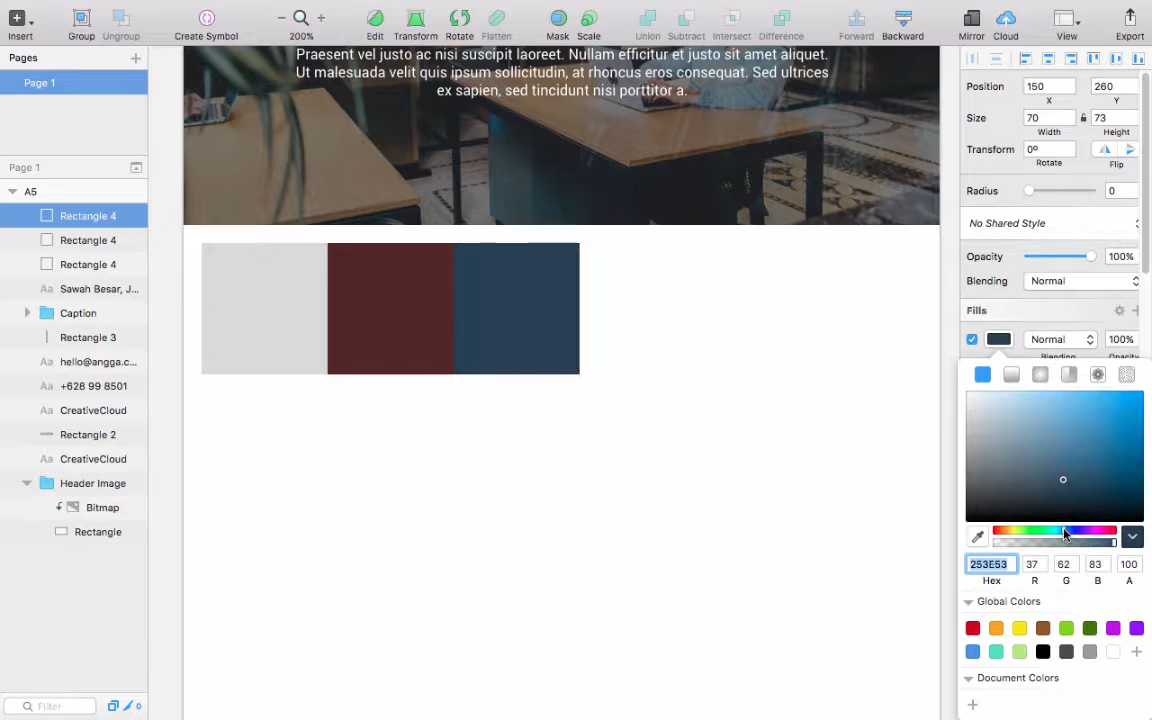 Insert
Group
Ungroup
Create Symbol
200%
Edit
Transform
Rotate
Flatten
Mask
Scale
Union
Subtract
Intersect
Difference
Forward
Backward
Mirror
Cloud
View
Export
Pages
Page 1
Page 1
A5
Rectangle 4
Rectangle 4
Rectangle 4
Sawah Besar, J...
Caption
Rectangle 3
hello@angga.c...
+628 99 8501
CreativeCloud
Rectangle 2
CreativeCloud
Header Image
Bitmap
Rectangle
Filter
0
Praesent vel justo ac nisi suscipit laoreet. Nullam efficitur et justo sit amet aliquet.
Ut malesuada velit quis ipsum sollicitudin, at rhoncus eros consequat. Sed ultrices
ex sapien, sed tincidunt nisi porttitor a.
Position 150 260
X Y
Size 70 73
Width Height
Transform 0º
Rotate Flip
Radius 0
No Shared Style
Opacity 100%
Blending Normal
Fills
Normal 100%
Blending Opacity
253E53 37 62 83 100
Hex R G B A
Global Colors
Document Colors